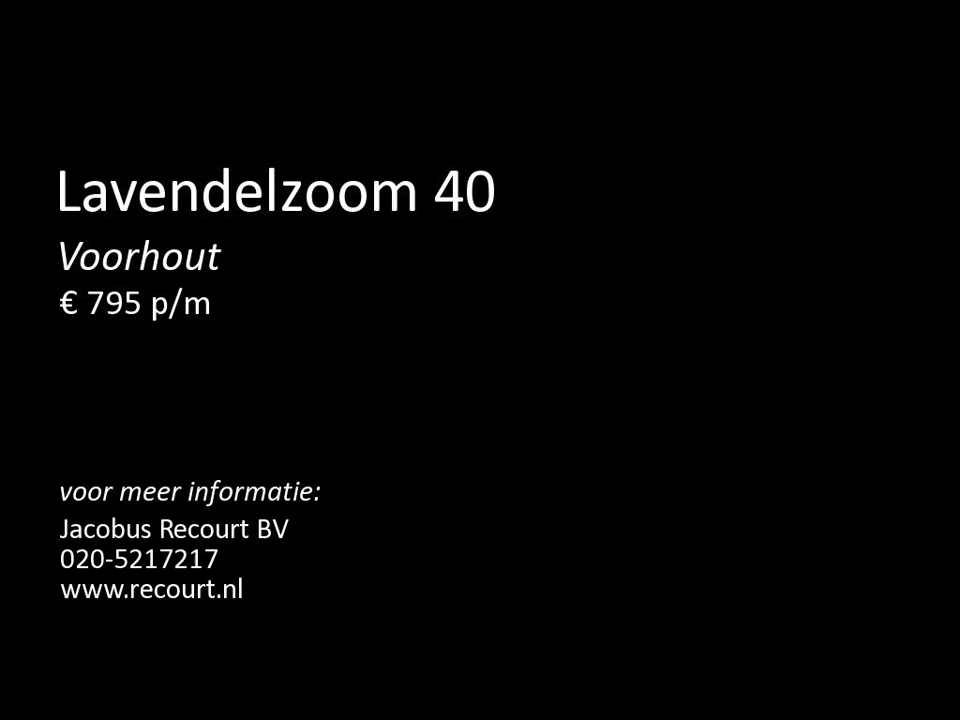 Lavendelzoom 40
Voorhout
€ 795 p/m
voor meer informatie:
Jacobus Recourt BV
020-5217217
www.recourt.nl